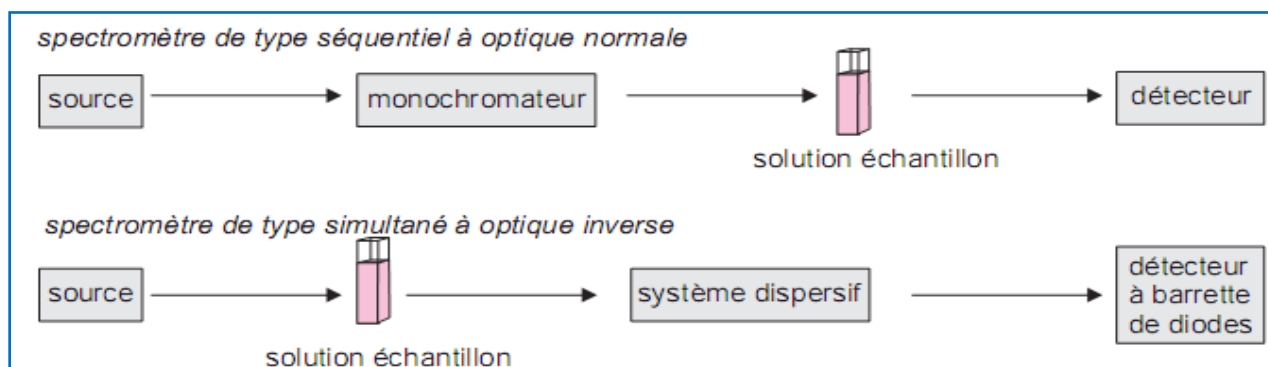 spectromètre de type séquentiel à optique normale
source
monochromateur
détecteur
solution échantillon
spectromètre de type simultané à optique inverse
source
système dispersif
détecteur
à barrette
de diodes
solution échantillon